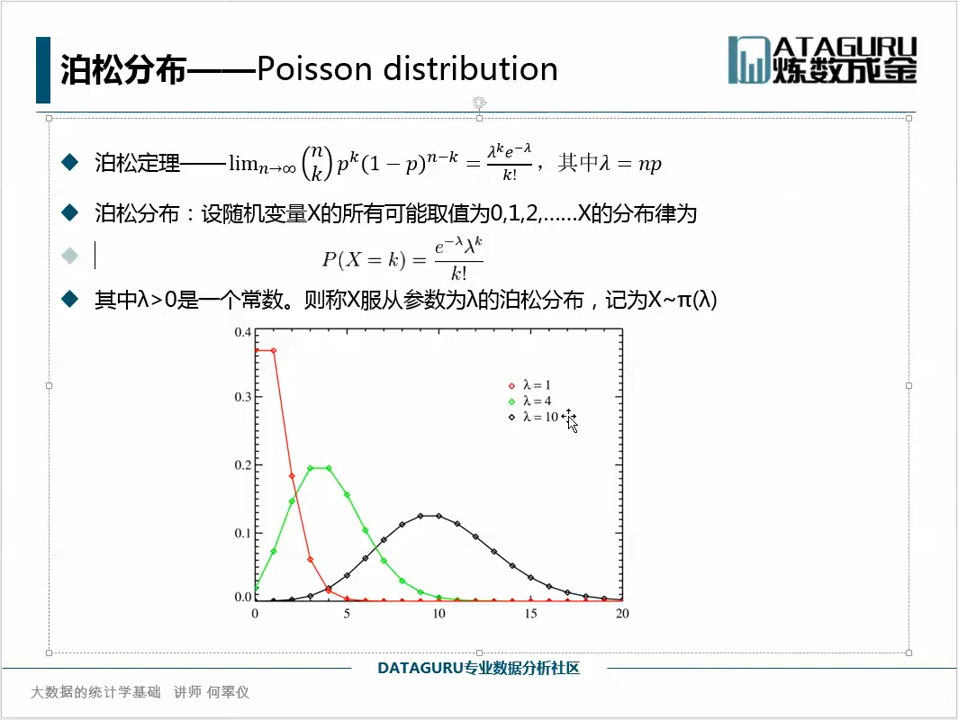 泊松分布——Poisson distribution
ATAGURU
炼数成金
◆ 泊松定理——lim_{n→∞} \binom{n}{k} p^k (1 − p)^{n−k} = \frac{λ^k e^{−λ}}{k!}，其中λ = np
◆ 泊松分布：设随机变量X的所有可能取值为0,1,2,……X的分布律为
◆ P(X = k) = \frac{e^{−λ} λ^k}{k!}
◆ 其中λ>0是一个常数。则称X服从参数为λ的泊松分布，记为X~π(λ)
0.4
0.3
0.2
0.1
0.0
λ = 1
λ = 4
λ = 10
0 5 10 15 20
DATAGURU专业数据分析社区
大数据的统计学基础 讲师 何翠仪